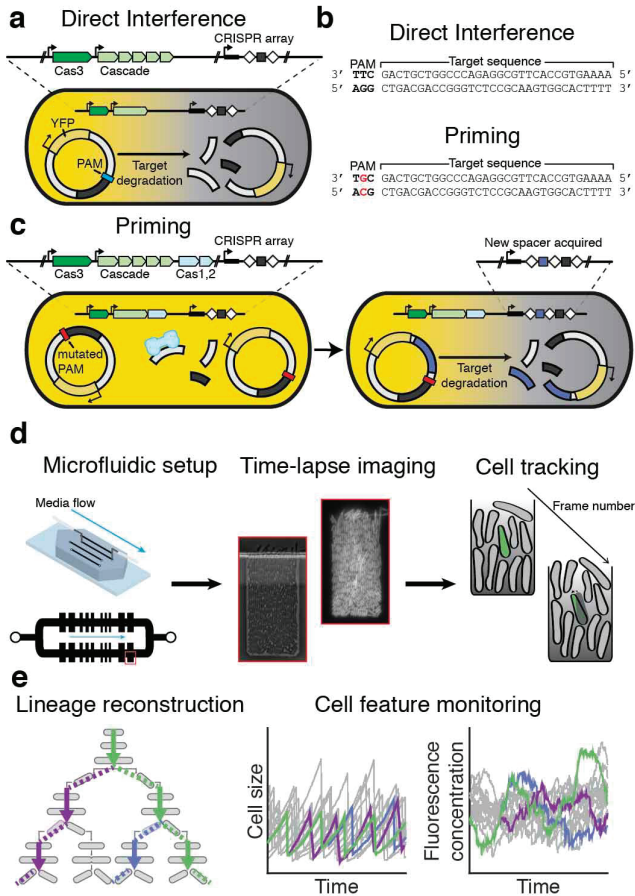 a
Direct Interference
CRISPR array
Cas3
Cascade
YFP
PAM
Target
degradation
b
Direct Interference
PAM
Target sequence
3' TTC GACTGCTGGCCCAGAGGCGTTCACCGTGAAAA 5'
5' AGG CTGACGACCGGGTCTCCGCAAGTGGCACTTTT 3'
Priming
PAM
Target sequence
3' TGC GACTGCTGGCCCAGAGGCGTTCACCGTGAAAA 5'
5' ACG CTGACGACCGGGTCTCCGCAAGTGGCACTTTT 3'
c
Priming
CRISPR array
Cas3
Cascade
Cas1,2
mutated
PAM
New spacer acquired
Target
degradation
d
Microfluidic setup
Time-lapse imaging
Cell tracking
Media flow
Frame number
e
Lineage reconstruction
Cell feature monitoring
Cell size
Time
Fluorescence
concentration
Time